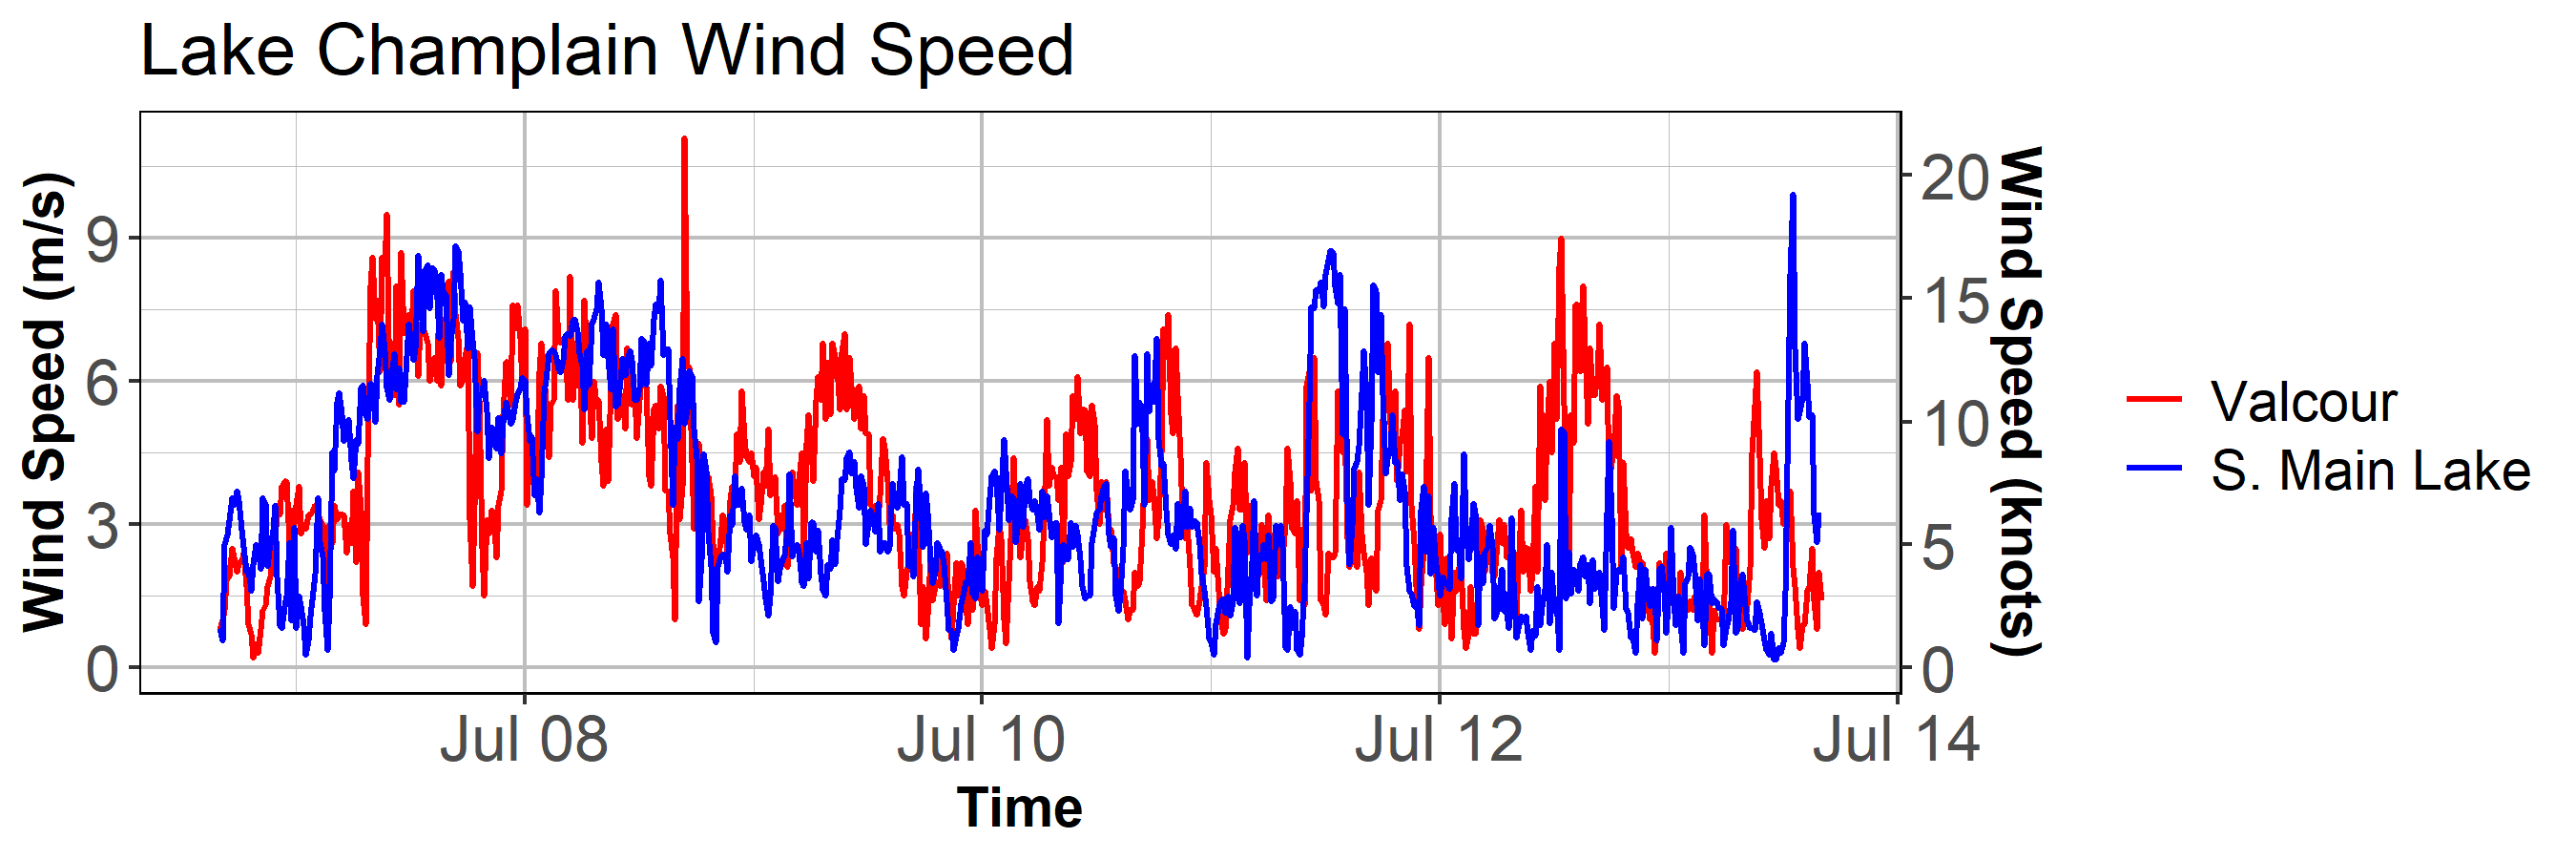 Lake Champlain Wind Speed
Wind Speed (m/s)
9
6
3
0
20
15
10
5
0
Wind Speed (knots)
Jul 08
Jul 10
Jul 12
Jul 14
Time
Valcour
S. Main Lake